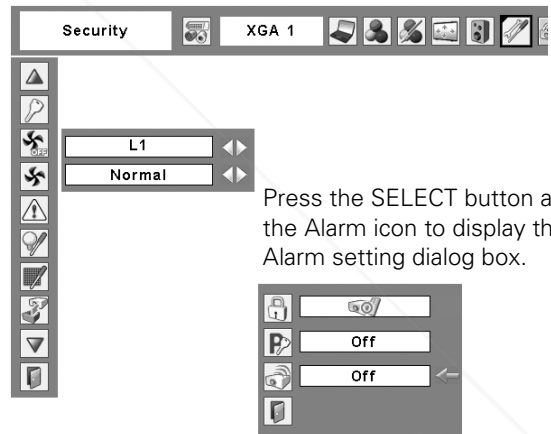 Security
XGA 1
OFF
L1
Normal
Press the SELECT button a
the Alarm icon to display th
Alarm setting dialog box.
P
Off
Off